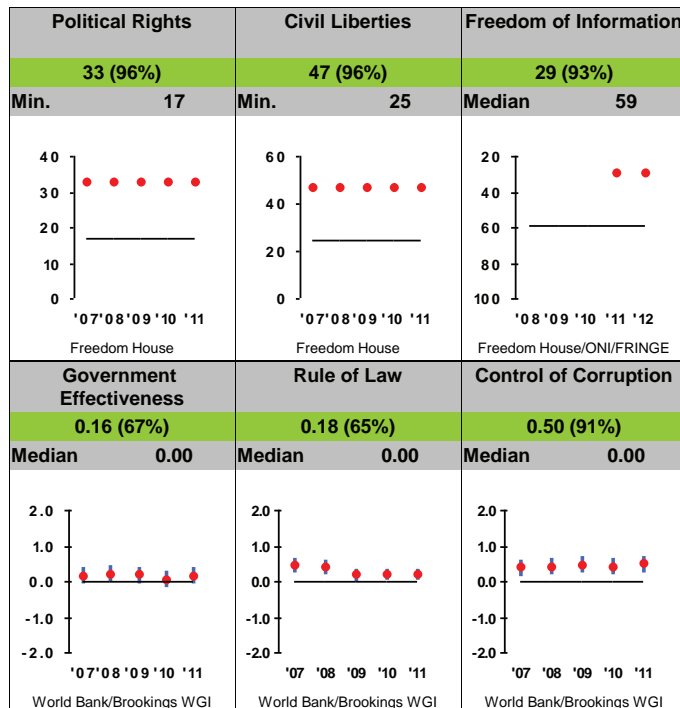 Political Rights
33 (96%)
Min. 17
40
30
20
10
0
'07 '08 '09 '10 '11
Freedom House
Civil Liberties
47 (96%)
Min. 25
60
40
20
0
'07 '08 '09 '10 '11
Freedom House
Freedom of Information
29 (93%)
Median 59
20
40
60
80
100
'08 '09 '10 '11 '12
Freedom House/ONI/FRINGE
Government
Effectiveness
0.16 (67%)
Median 0.00
2.0
1.0
0.0
-1.0
-2.0
'07 '08 '09 '10 '11
World Bank/Brookings WGI
Rule of Law
0.18 (65%)
Median 0.00
2.0
1.0
0.0
-1.0
-2.0
'07 '08 '09 '10 '11
World Bank/Brookings WGI
Control of Corruption
0.50 (91%)
Median 0.00
2.0
1.0
0.0
-1.0
-2.0
'07 '08 '09 '10 '11
World Bank/Brookings WGI